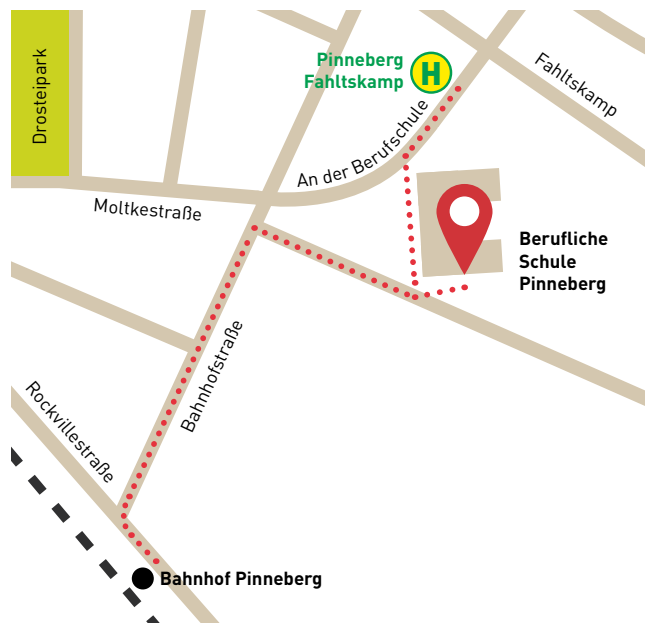 Drosteipark
Pinneberg
Fahltskamp
H
Fahltskamp
An der Berufschule
Moltkestraße
Berufliche
Schule
Pinneberg
Bahnhofstraße
Rockvillestraße
Bahnhof Pinneberg